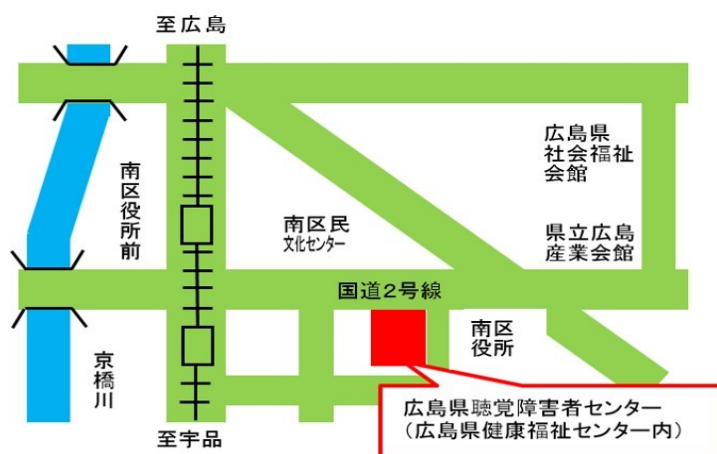 至広島
広島県
社会福祉
会館
南区役所前
南区民
文化センター
県立広島
産業会館
国道2号線
南区
役所
京橋川
広島県聴覚障害者センター
（広島県健康福祉センター内）
至宇品